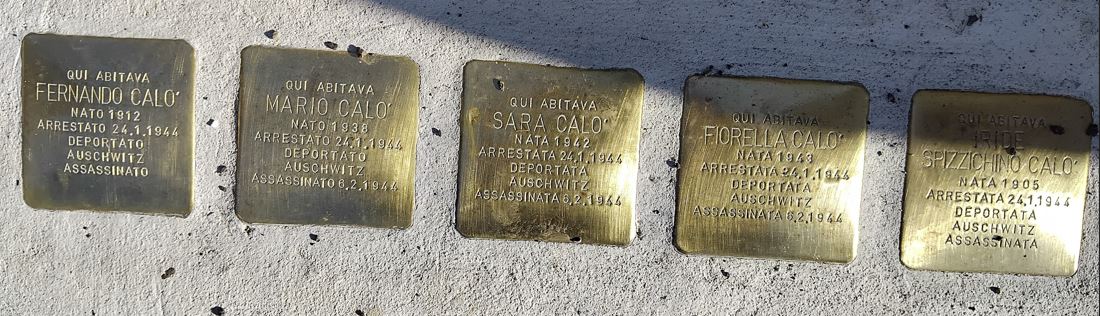 QUI ABITAVA
FERNANDO CALO'
NATO 1912
ARRESTATO 24.1.1944
DEPORTATO
AUSCHWITZ
ASSASSINATO
QUI ABITAVA
MARIO CALO'
NATO 1938
ARRESTATO 24.1.1944
DEPORTATO
AUSCHWITZ
ASSASSINATO 6.2.1944
QUI ABITAVA
SARA CALO'
NATA 1942
ARRESTATA 24.1.1944
DEPORTATA
AUSCHWITZ
ASSASSINATA 6.2.1944
QUI ABITAVA
FIORELLA CALO'
NATA 1943
ARRESTATA 24.1.1944
DEPORTATA
AUSCHWITZ
ASSASSINATA 6.2.1944
QUI ABITAVA
IRIDE
SPIZZICHINO CALO'
NATA 1905
ARRESTATA 24.1.1944
DEPORTATA
AUSCHWITZ
ASSASSINATA